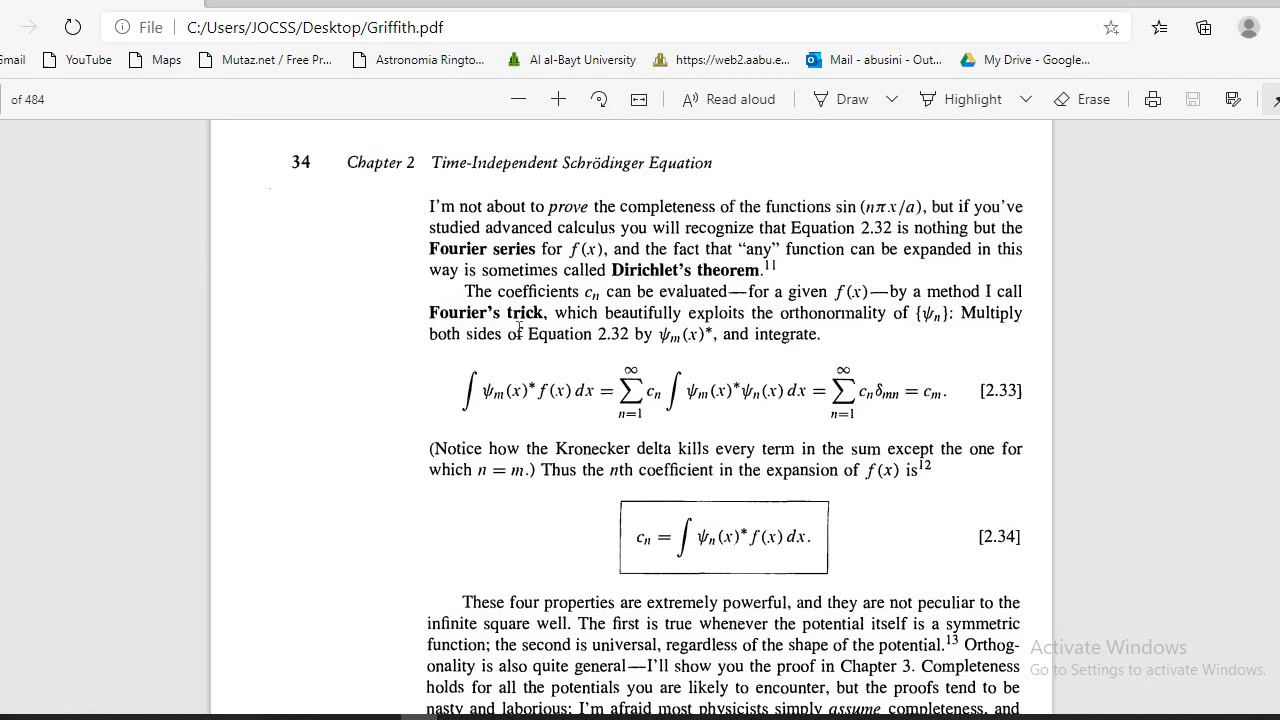 File C:/Users/JOCSS/Desktop/Griffith.pdf
Gmail YouTube Maps Mutaz.net / Free Pr... Astronomia Ringto... Al al-Bayt University https://web2.aabu.e... Mail - abusini - Out... My Drive - Google...
of 484 Read aloud Draw Highlight Erase
34 Chapter 2 Time-Independent Schrödinger Equation
I'm not about to prove the completeness of the functions sin (nπx/a), but if you've
studied advanced calculus you will recognize that Equation 2.32 is nothing but the
Fourier series for f(x), and the fact that "any" function can be expanded in this
way is sometimes called Dirichlet's theorem.¹¹
The coefficients cₙ can be evaluated—for a given f(x)—by a method I call
Fourier's trick, which beautifully exploits the orthonormality of {ψₙ}: Multiply
both sides of Equation 2.32 by ψₘ(x)*, and integrate.
∫ ψₘ(x)* f(x) dx = ∑_{n=1}^{∞} cₙ ∫ ψₘ(x)*ψₙ(x) dx = ∑_{n=1}^{∞} cₙδₘₙ = cₘ. [2.33]
(Notice how the Kronecker delta kills every term in the sum except the one for
which n = m.) Thus the nth coefficient in the expansion of f(x) is¹²
cₙ = ∫ ψₙ(x)* f(x) dx. [2.34]
These four properties are extremely powerful, and they are not peculiar to the
infinite square well. The first is true whenever the potential itself is a symmetric
function; the second is universal, regardless of the shape of the potential.¹³ Orthog-
onality is also quite general—I'll show you the proof in Chapter 3. Completeness
holds for all the potentials you are likely to encounter, but the proofs tend to be
nasty and laborious; I'm afraid most physicists simply assume completeness, and
Activate Windows
Go to Settings to activate Windows.